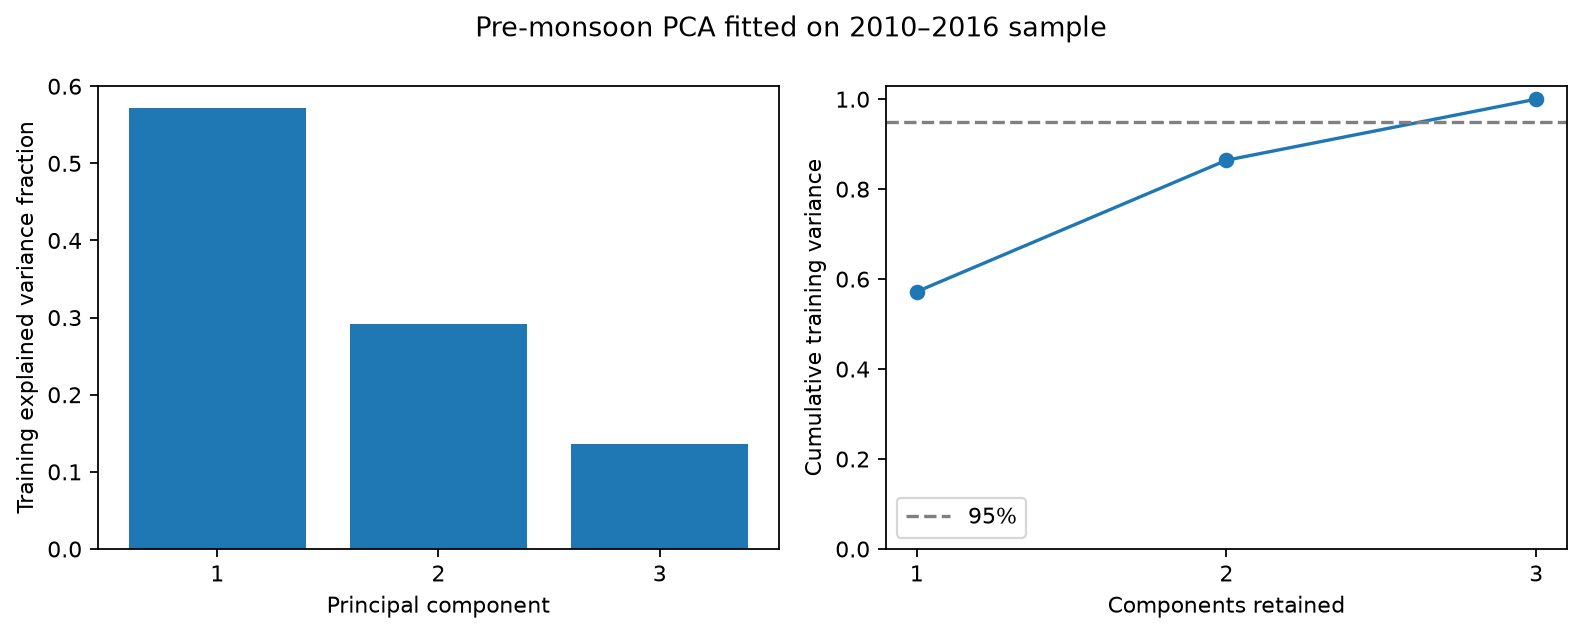 Pre-monsoon PCA fitted on 2010–2016 sample
Training explained variance fraction
0.6
0.5
0.4
0.3
0.2
0.1
0.0
1 2 3
Principal component
Cumulative training variance
1.0
0.8
0.6
0.4
0.2
0.0
95%
1 2 3
Components retained